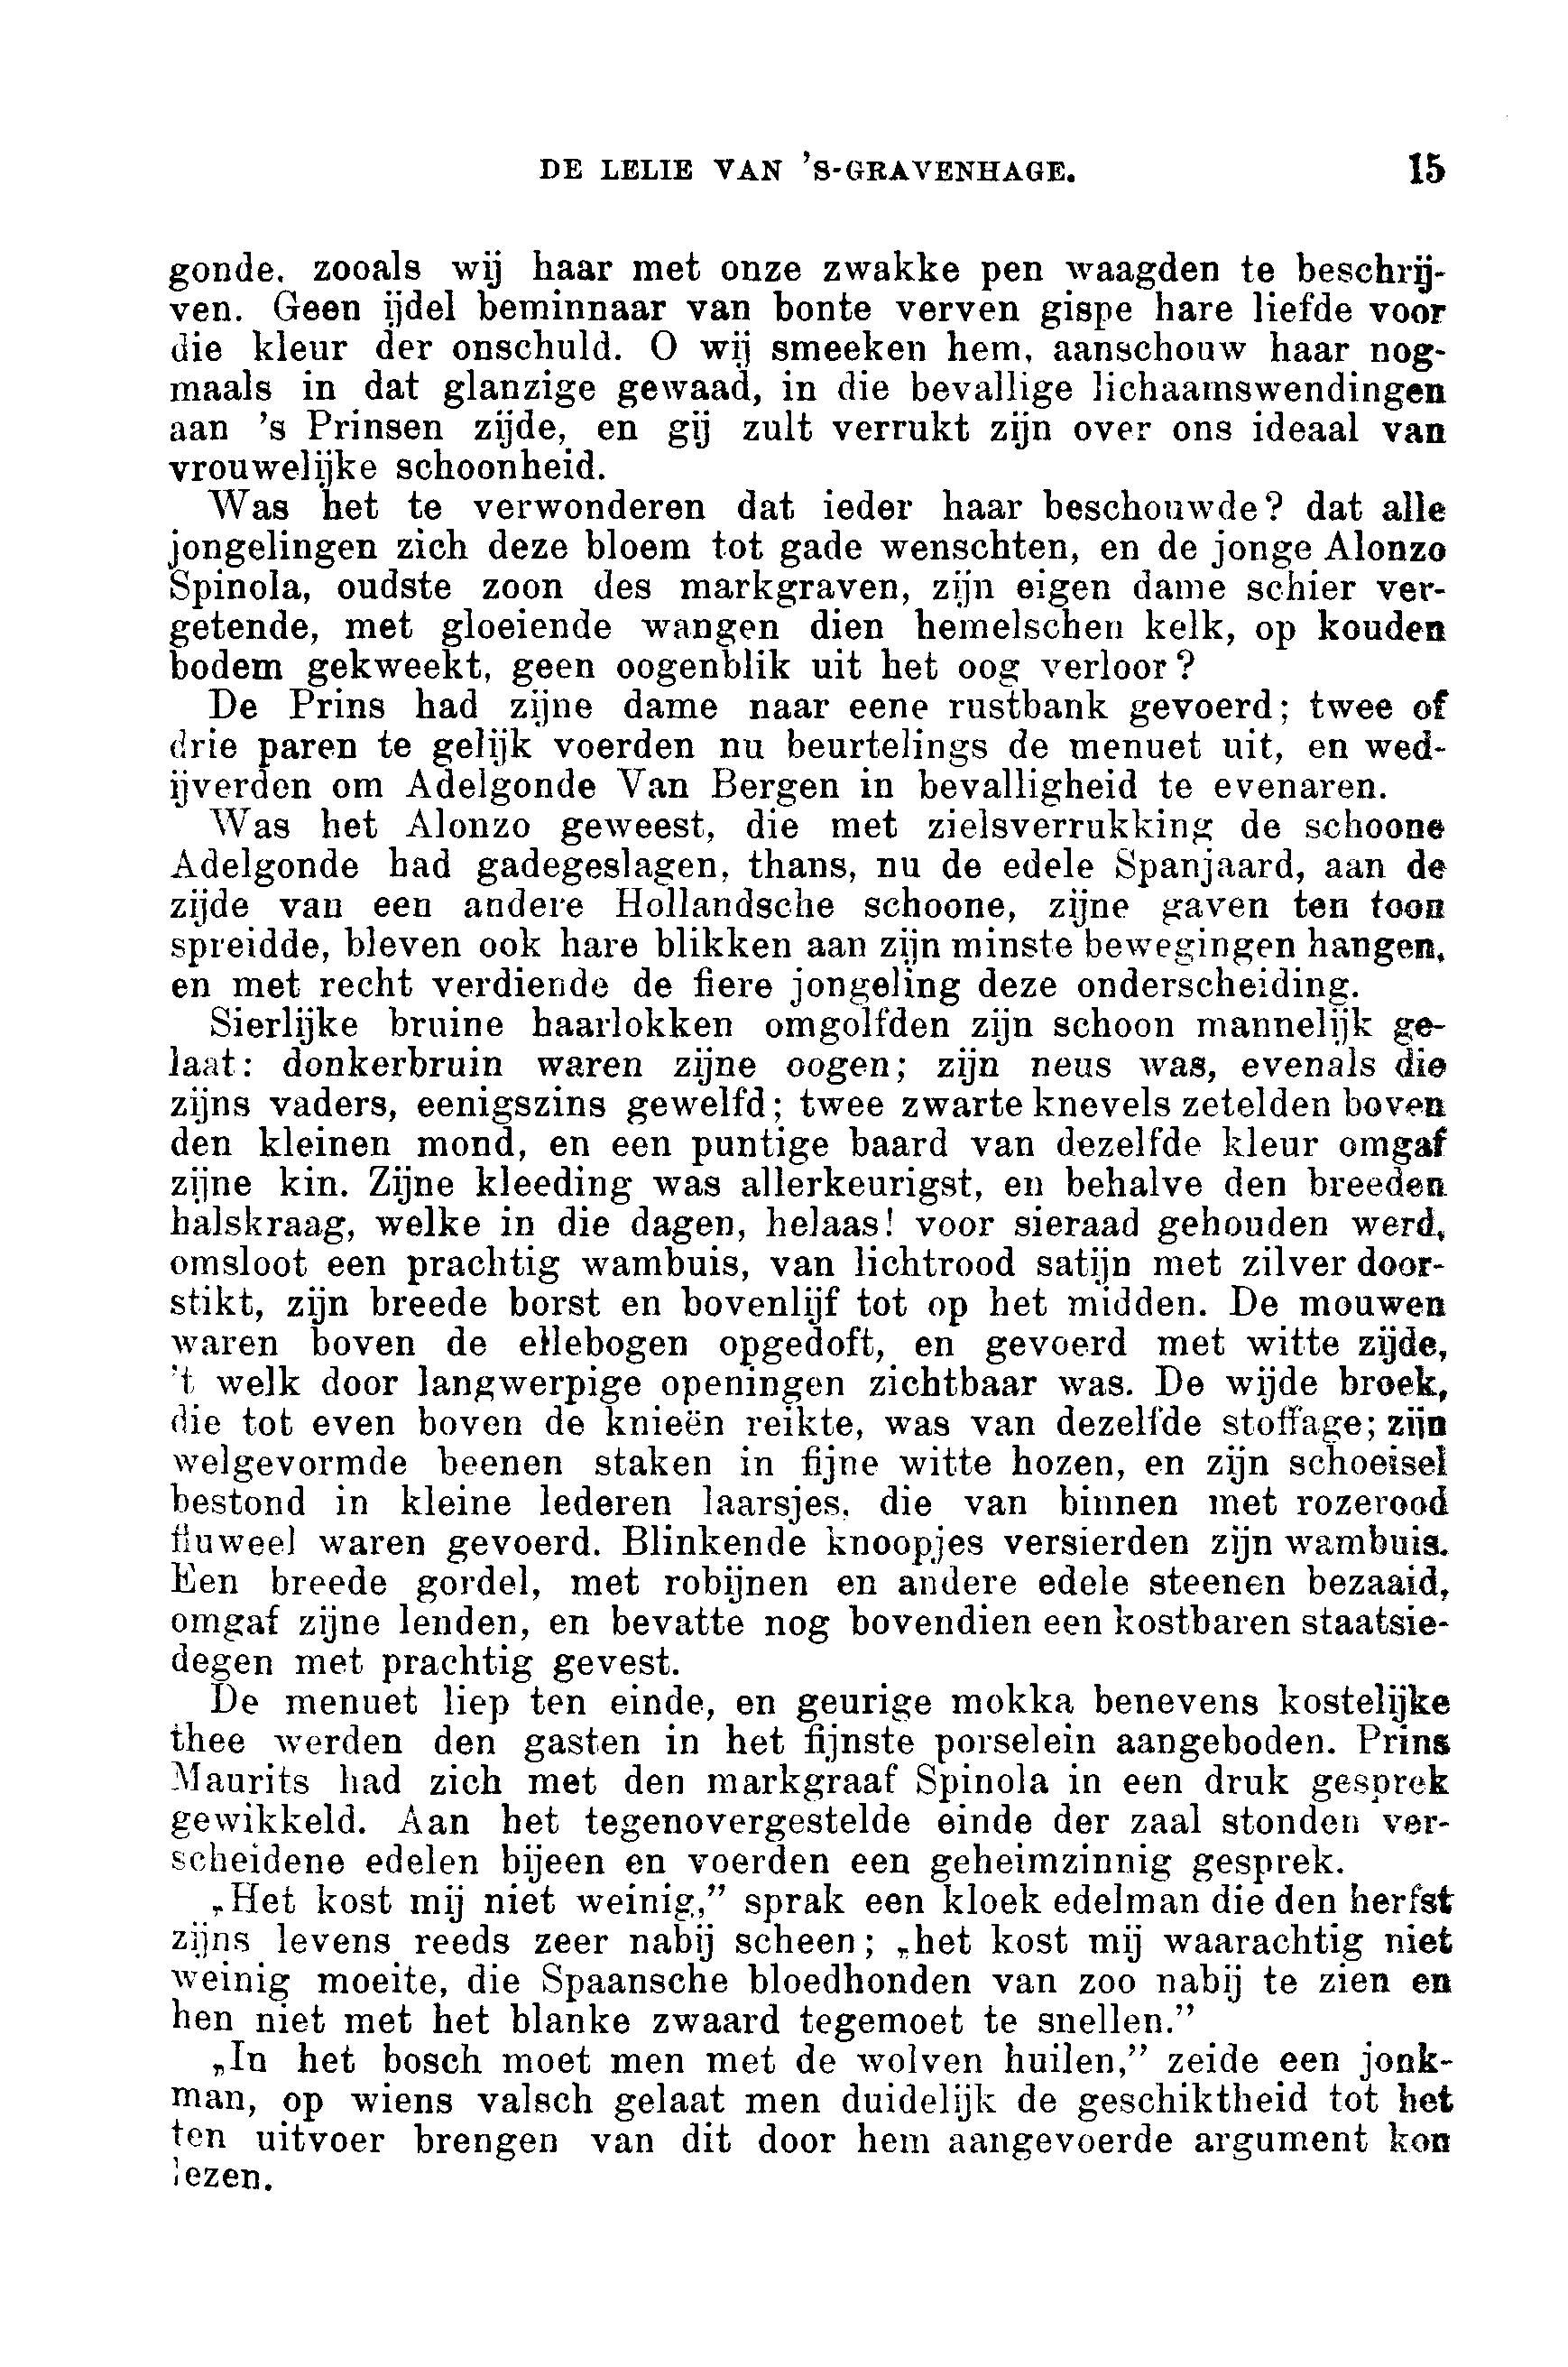 DE LELIE VAN 'S-GRAVENHAGE. 15
gonde. zooals wij haar met onze zwakke pen waagden te beschrij-
ven. Geen ijdel beminnaar van bonte verven gispe hare liefde voor
die kleur der onschuld. O wij smeeken hem, aanschouw haar nog-
maals in dat glanzige gewaad, in die bevallige lichaamswendingen
aan 's Prinsen zijde, en gij zult verrukt zijn over ons ideaal van
vrouwelijke schoonheid.
Was het te verwonderen dat ieder haar beschouwde? dat alle
jongelingen zich deze bloem tot gade wenschten, en de jonge Alonzo
Spinola, oudste zoon des markgraven, zijn eigen dame schier ver-
getende, met gloeiende wangen dien hemelschen kelk, op kouden
bodem gekweekt, geen oogenblik uit het oog verloor?
De Prins had zijne dame naar eene rustbank gevoerd; twee of
drie paren te gelijk voerden nu beurtelings de menuet uit, en wed-
ijverden om Adelgonde Van Bergen in bevalligheid te evenaren.
Was het Alonzo geweest, die met zielsverrukking de schoone
Adelgonde had gadegeslagen, thans, nu de edele Spanjaard, aan de
zijde van een andere Hollandsche schoone, zijne gaven ten toon
spreidde, bleven ook hare blikken aan zijn minste bewegingen hangen,
en met recht verdiende de fiere jongeling deze onderscheiding.
Sierlijke bruine haarlokken omgolfden zijn schoon mannelijk ge-
laat: donkerbruin waren zijne oogen; zijn neus was, evenals die
zijns vaders, eenigszins gewelfd; twee zwarte knevels zetelden boven
den kleinen mond, en een puntige baard van dezelfde kleur omgaf
zijne kin. Zijne kleeding was allerkeurigst, en behalve den breeden
halskraag, welke in die dagen, helaas! voor sieraad gehouden werd,
omsloot een prachtig wambuis, van lichtrood satijn met zilver door-
stikt, zijn breede borst en bovenlijf tot op het midden. De mouwen
waren boven de ellebogen opgedoft, en gevoerd met witte zijde,
't welk door langwerpige openingen zichtbaar was. De wijde broek,
die tot even boven de knieën reikte, was van dezelfde stoffage; zijn
welgevormde beenen staken in fijne witte hozen, en zijn schoeisel
bestond in kleine lederen laarsjes, die van binnen met rozerood
fluweel waren gevoerd. Blinkende knoopjes versierden zijn wambuis.
Een breede gordel, met robijnen en andere edele steenen bezaaid,
omgaf zijne lenden, en bevatte nog bovendien een kostbaren staatsie-
degen met prachtig gevest.
De menuet liep ten einde, en geurige mokka benevens kostelijke
thee werden den gasten in het fijnste porselein aangeboden. Prins
Maurits had zich met den markgraaf Spinola in een druk gesprek
gewikkeld. Aan het tegenovergestelde einde der zaal stonden ver-
scheidene edelen bijeen en voerden een geheimzinnig gesprek.
„Het kost mij niet weinig,” sprak een kloek edelman die den herfst
zijns levens reeds zeer nabij scheen; „het kost mij waarachtig niet
weinig moeite, die Spaansche bloedhonden van zoo nabij te zien en
hen niet met het blanke zwaard tegemoet te snellen.”
„In het bosch moet men met de wolven huilen,” zeide een jonk-
man, op wiens valsch gelaat men duidelijk de geschiktheid tot het
ten uitvoer brengen van dit door hem aangevoerde argument kon
lezen.